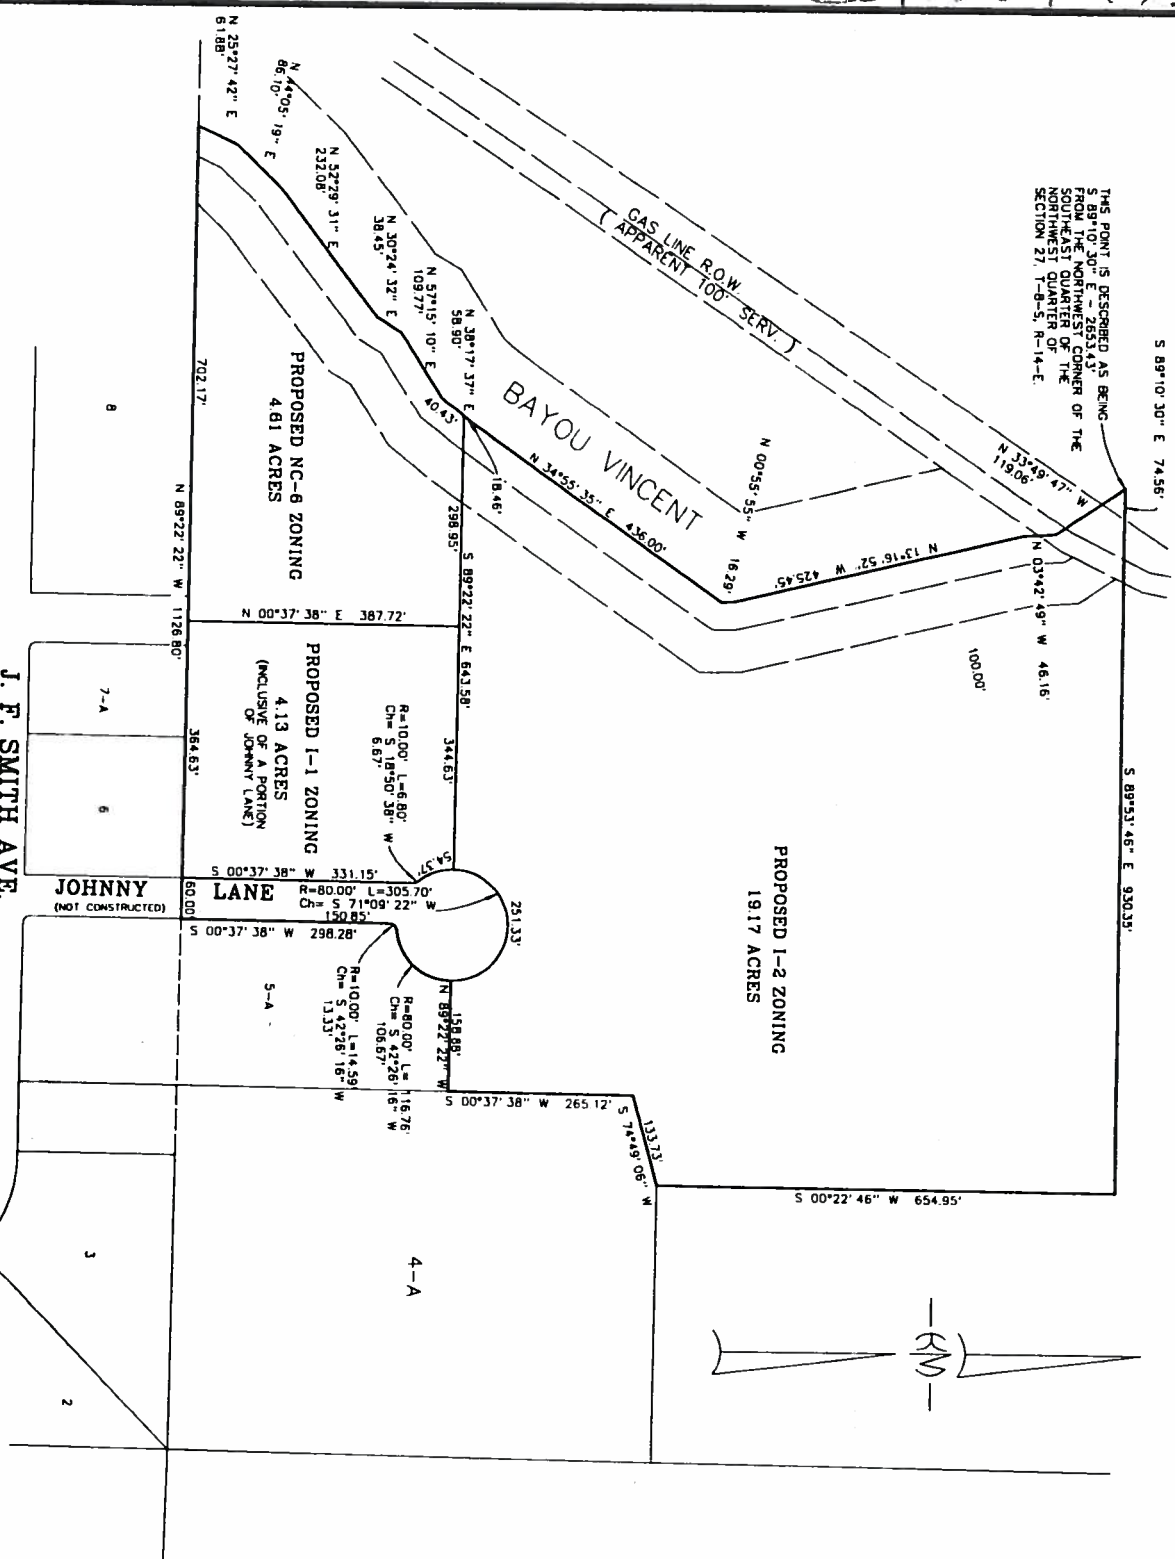 S 89°10' 30" E 74.56'
THIS POINT IS DESCRIBED AS BEING
S 89°10' 30" E - 2653.43'
FROM THE NORTHWEST CORNER OF THE
SOUTHEAST QUARTER OF THE
NORTHWEST QUARTER OF
SECTION 27, T-8-S, R-14-E.
N 33°49' 47" W
119.06'
S 89°53' 46" E 930.35'
GAS LINE R.O.W.
( APPARENT 100' SERV. )
N 03°42' 49" W 46.16'
N 13°16' 52" W 425.45'
100.00'
N 00°55' 55" W 16.29'
BAYOU VINCENT
N 34°55' 35" E 436.00'
PROPOSED I-2 ZONING
19.17 ACRES
S 00°22' 46" W 654.95'
-KN-
133.73'
S 74°49' 06" W
S 00°37' 38" W 265.12'
158.88'
N 89°22' 22" W
251.33'
N 25°27' 42" E
61.88'
N 44°05' 19" E
86.10'
N 52°29' 31" E
232.08'
N 30°24' 32" E
38.45'
N 57°15' 10" E
109.77'
N 38°17' 37" E
58.90'
40.43'
18.46'
298.95'
S 89°22' 22" E 643.58'
344.63'
54.37'
PROPOSED NC-6 ZONING
4.61 ACRES
N 00°37' 38" E 387.72'
PROPOSED I-1 ZONING
4.13 ACRES
(INCLUSIVE OF A PORTION
OF JOHNNY LANE)
R=10.00' L=6.80'
Ch= S 18°50' 38" W
6.67'
S 00°37' 38" W 331.15'
R=80.00' L=305.70'
Ch= S 71°09' 22" W
150.85'
S 00°37' 38" W 298.28'
R=80.00' L= 116.76'
Ch= S 42°26' 16" W
106.67'
R=10.00' L=14.59'
Ch= S 42°26' 16" W
13.33'
702.17'
N 89°22' 22" W 1126.80'
364.63'
60.00'
JOHNNY LANE
(NOT CONSTRUCTED)
8
7-A
6
5-A
4-A
3
2
J. F. SMITH AVE.